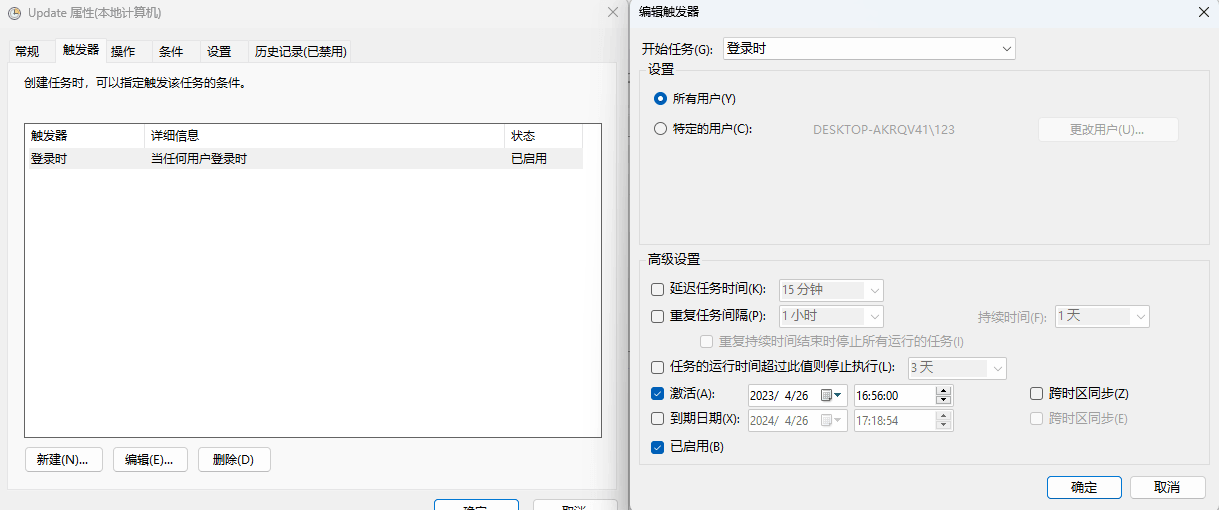 Update 属性(本地计算机)
常规 触发器 操作 条件 设置 历史记录(已禁用)
创建任务时，可以指定触发该任务的条件。
触发器 详细信息 状态
登录时 当任何用户登录时 已启用
新建(N)... 编辑(E)... 删除(D)
确定 取消
编辑触发器
开始任务(G): 登录时
设置
所有用户(Y)
特定的用户(C): DESKTOP-AKRQV41\123 更改用户(U)...
高级设置
延迟任务时间(K): 15 分钟
重复任务间隔(P): 1 小时 持续时间(F): 1 天
重复持续时间结束时停止所有运行的任务(I)
任务的运行时间超过此值则停止执行(L): 3 天
激活(A): 2023/ 4/26 16:56:00 跨时区同步(Z)
到期日期(X): 2024/ 4/26 17:18:54 跨时区同步(E)
已启用(B)
确定 取消